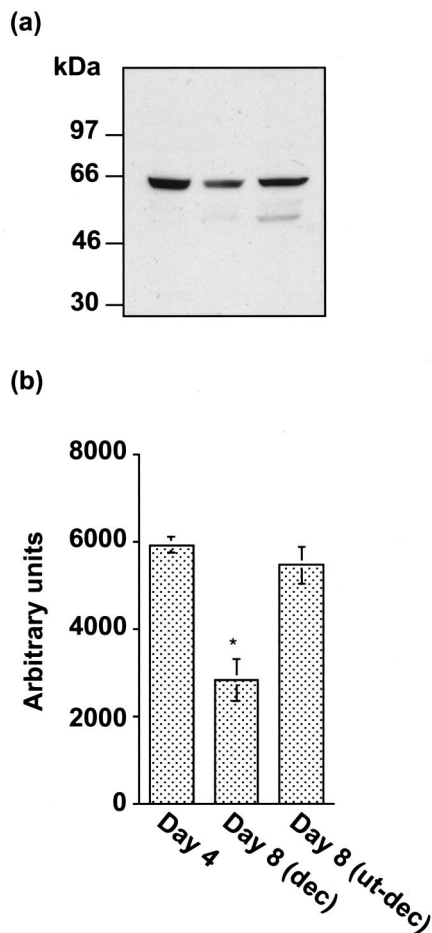 (a)
kDa
97
66
46
30
(b)
8000
6000
4000
2000
0
Arbitrary units
*
Day 4
Day 8 (dec)
Day 8 (ut-dec)